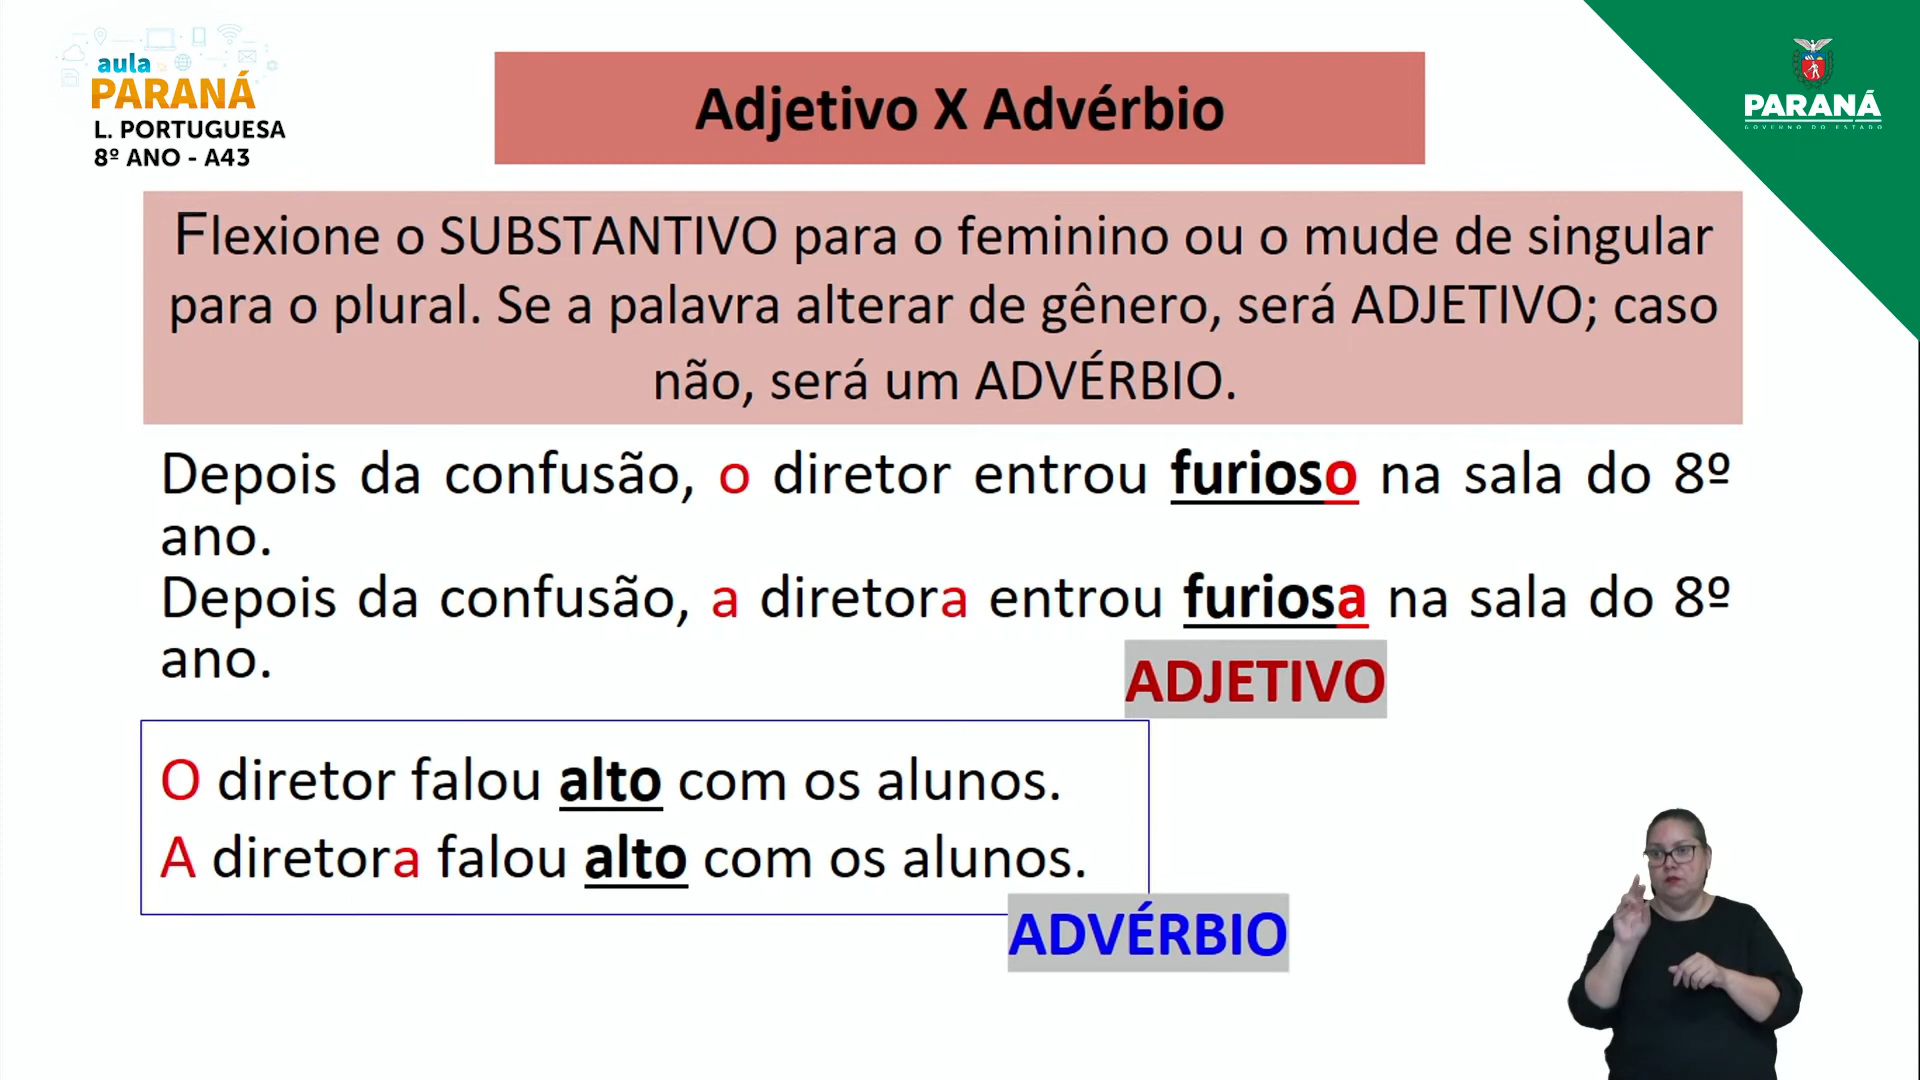 aula
PARANÁ
L. PORTUGUESA
8º ANO - A43
Adjetivo X Advérbio
PARANÁ
GOVERNO DO ESTADO
Flexione o SUBSTANTIVO para o feminino ou o mude de singular
para o plural. Se a palavra alterar de gênero, será ADJETIVO; caso
não, será um ADVÉRBIO.
Depois da confusão, o diretor entrou furioso na sala do 8º
ano.
Depois da confusão, a diretora entrou furiosa na sala do 8º
ano.
ADJETIVO
O diretor falou alto com os alunos.
A diretora falou alto com os alunos.
ADVÉRBIO